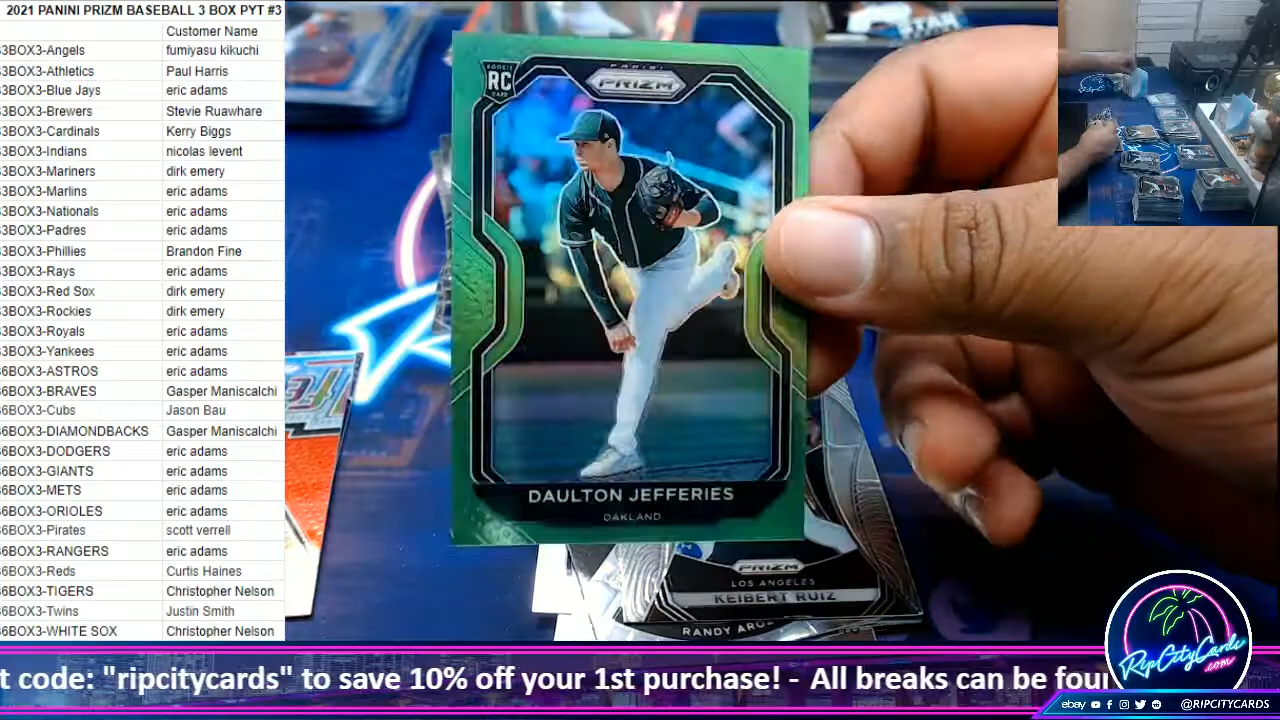 2021 PANINI PRIZM BASEBALL 3 BOX PYT #3
Customer Name
3BOX3-Angels fumiyasu kikuchi
3BOX3-Athletics Paul Harris
3BOX3-Blue Jays eric adams
3BOX3-Brewers Stevie Ruawhare
3BOX3-Cardinals Kerry Biggs
3BOX3-Indians nicolas levent
3BOX3-Mariners dirk emery
3BOX3-Marlins eric adams
3BOX3-Nationals eric adams
3BOX3-Padres eric adams
3BOX3-Phillies Brandon Fine
3BOX3-Rays eric adams
3BOX3-Red Sox dirk emery
3BOX3-Rockies dirk emery
3BOX3-Royals eric adams
3BOX3-Yankees eric adams
6BOX3-ASTROS eric adams
6BOX3-BRAVES Gasper Maniscalchi
6BOX3-Cubs Jason Bau
6BOX3-DIAMONDBACKS Gasper Maniscalchi
6BOX3-DODGERS eric adams
6BOX3-GIANTS eric adams
6BOX3-METS eric adams
6BOX3-ORIOLES eric adams
6BOX3-Pirates scott verrell
6BOX3-RANGERS eric adams
6BOX3-Reds Curtis Haines
6BOX3-TIGERS Christopher Nelson
6BOX3-Twins Justin Smith
6BOX3-WHITE SOX Christopher Nelson
ROOKIE
RC
CARD
PANINI
PRIZM
DAULTON JEFFERIES
OAKLAND
PRIZM
LOS ANGELES
KEIBERT RUIZ
RANDY
t code: "ripcitycards" to save 10% off your 1st purchase! - All breaks can be four
RipCityCards
.com
ebay @RIPCITYCARDS